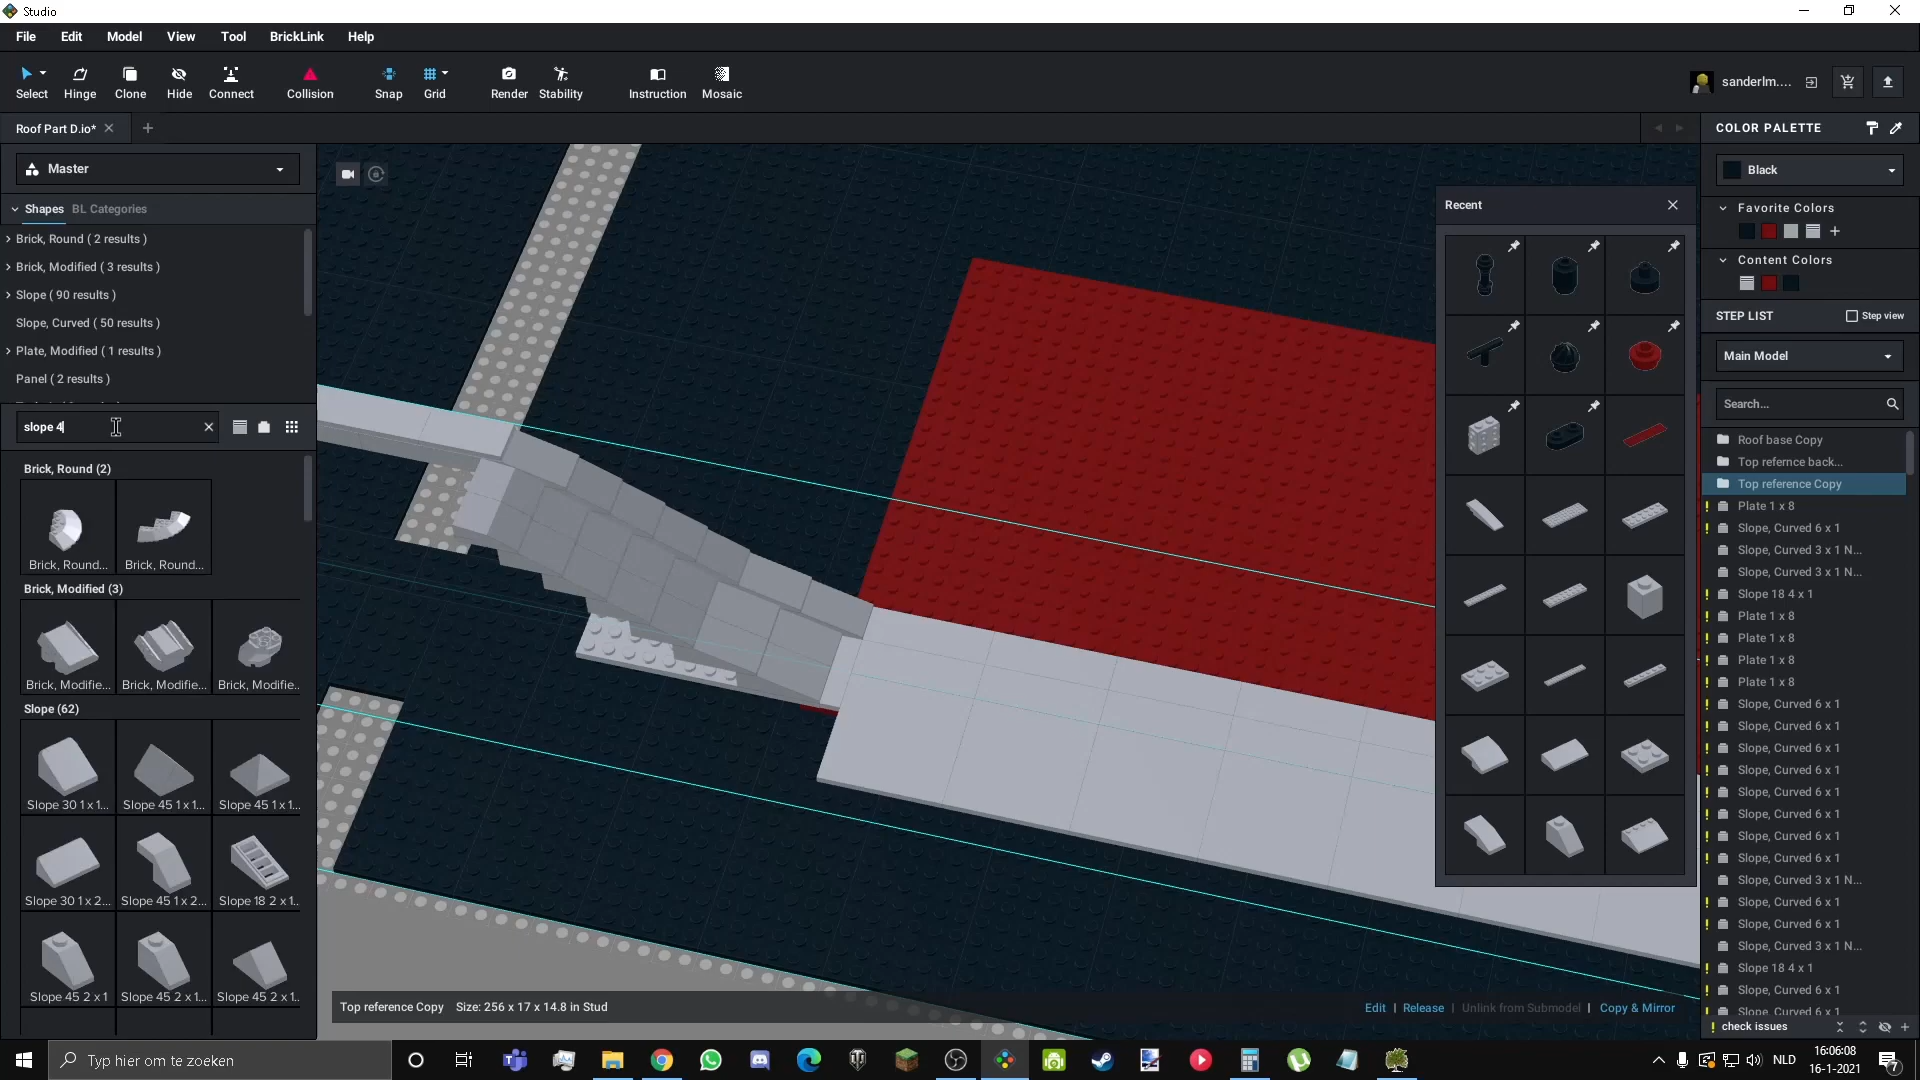 Studio
File Edit Model View Tool BrickLink Help
Select Hinge Clone Hide Connect Collision Snap Grid Render Stability Instruction Mosaic
sanderlm....
Roof Part D.io*
Master
Shapes BL Categories
Brick, Round ( 2 results )
Brick, Modified ( 3 results )
Slope ( 90 results )
Slope, Curved ( 50 results )
Plate, Modified ( 1 results )
Panel ( 2 results )
slope 4
Brick, Round (2)
Brick, Round... Brick, Round...
Brick, Modified (3)
Brick, Modifie... Brick, Modifie... Brick, Modifie..
Slope (62)
Slope 30 1 x 1... Slope 45 1 x 1... Slope 45 1 x 1..
Slope 30 1 x 2... Slope 45 1 x 2... Slope 18 2 x 1..
Slope 45 2 x 1 Slope 45 2 x 1... Slope 45 2 x 1..
Top reference Copy Size: 256 x 17 x 14.8 in Stud
Edit | Release | Unlink from Submodel | Copy & Mirror
Recent
COLOR PALETTE
Black
Favorite Colors
Content Colors
STEP LIST Step view
Main Model
Search...
Roof base Copy
Top refernce back...
Top reference Copy
Plate 1 x 8
Slope, Curved 6 x 1
Slope, Curved 3 x 1 N...
Slope, Curved 3 x 1 N...
Slope 18 4 x 1
Plate 1 x 8
Plate 1 x 8
Plate 1 x 8
Plate 1 x 8
Slope, Curved 6 x 1
Slope, Curved 6 x 1
Slope, Curved 6 x 1
Slope, Curved 6 x 1
Slope, Curved 6 x 1
Slope, Curved 6 x 1
Slope, Curved 6 x 1
Slope, Curved 6 x 1
Slope, Curved 3 x 1 N...
Slope, Curved 6 x 1
Slope, Curved 6 x 1
Slope, Curved 3 x 1 N...
Slope 18 4 x 1
Slope, Curved 6 x 1
Slope, Curved 6 x 1
! check issues
Typ hier om te zoeken
NLD
16:06:08
16-1-2021
7